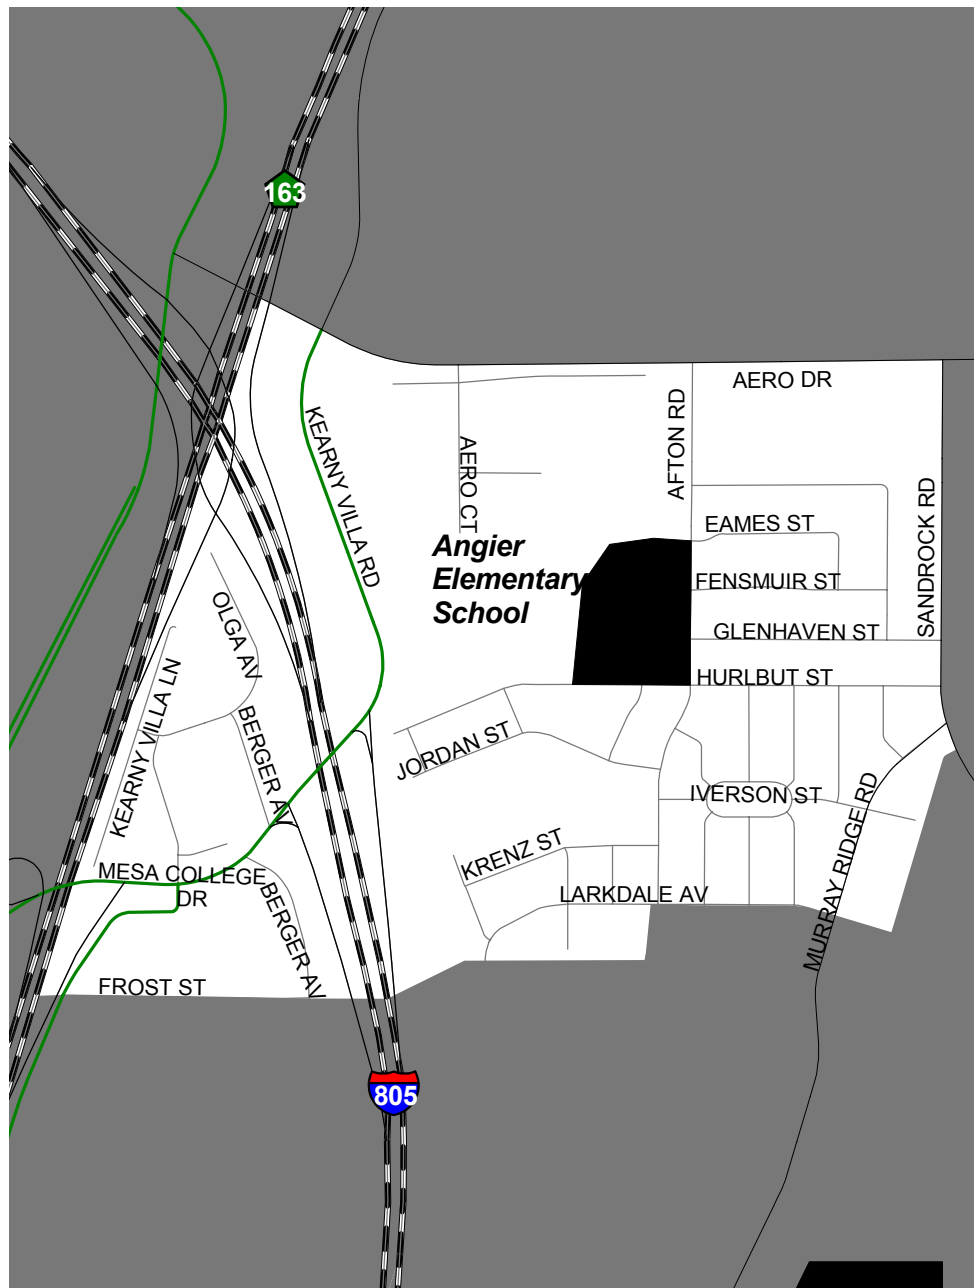 163
AERO DR
KEARNY VILLA RD
AERO CT
AFTON RD
SANDROCK RD
EAMES ST
Angier
Elementary
School
FENSMUIR ST
OLGA AV
GLENHAVEN ST
HURLBUT ST
KEARNY VILLA LN
BERGER AV
JORDAN ST
IVERSON ST
MURRAY RIDGE RD
KRENZ ST
MESA COLLEGE
DR
LARKDALE AV
BERGER AV
FROST ST
805